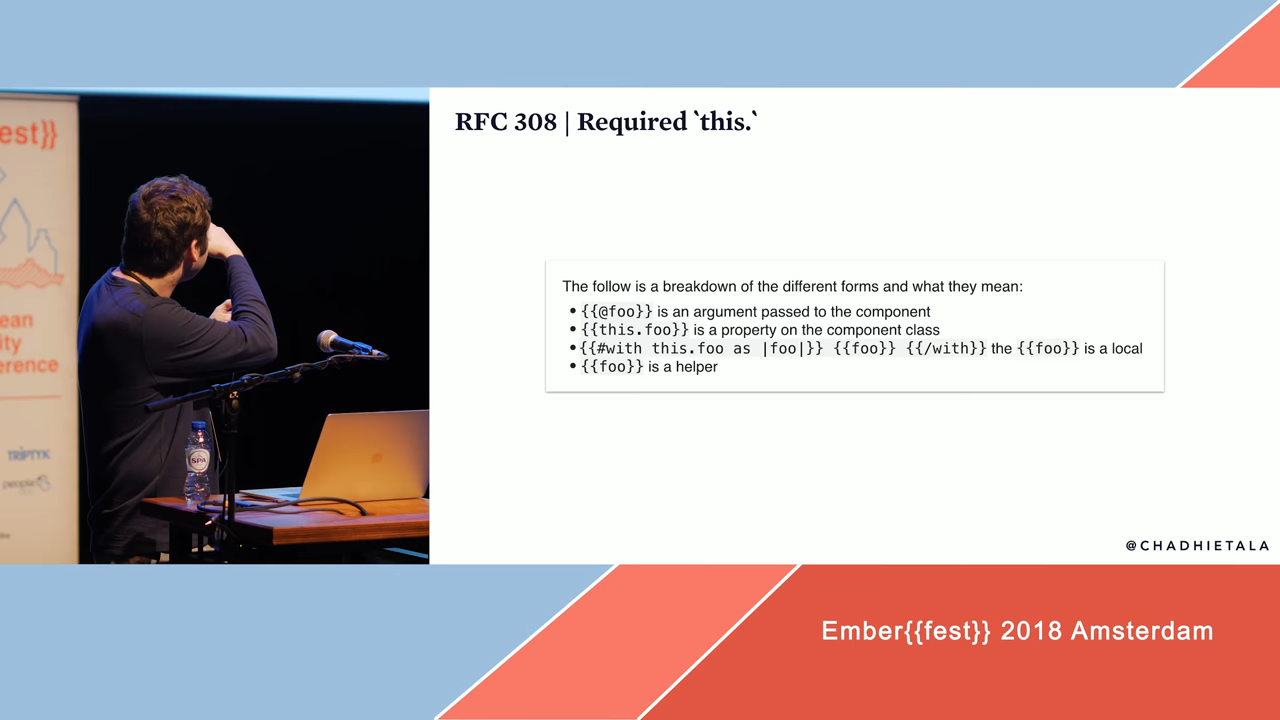 RFC 308 | Required `this.`
The follow is a breakdown of the different forms and what they mean:
• {{@foo}} is an argument passed to the component
• {{this.foo}} is a property on the component class
• {{#with this.foo as |foo|}} {{foo}} {{/with}} the {{foo}} is a local
• {{foo}} is a helper
@CHADHIETALA
Ember{{fest}} 2018 Amsterdam
est}}
ean
ity
erence
TRIPTYK
SPA